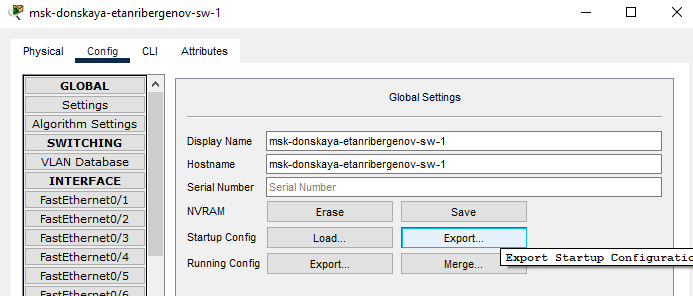 msk-donskaya-etanribergenov-sw-1
Physical Config CLI Attributes
GLOBAL
Settings
Algorithm Settings
SWITCHING
VLAN Database
INTERFACE
FastEthernet0/1
FastEthernet0/2
FastEthernet0/3
FastEthernet0/4
FastEthernet0/5
FastEthernet0/6
Global Settings
Display Name msk-donskaya-etanribergenov-sw-1
Hostname msk-donskaya-etanribergenov-sw-1
Serial Number Serial Number
NVRAM Erase Save
Startup Config Load... Export...
Export Startup Configuratio
Running Config Export... Merge...